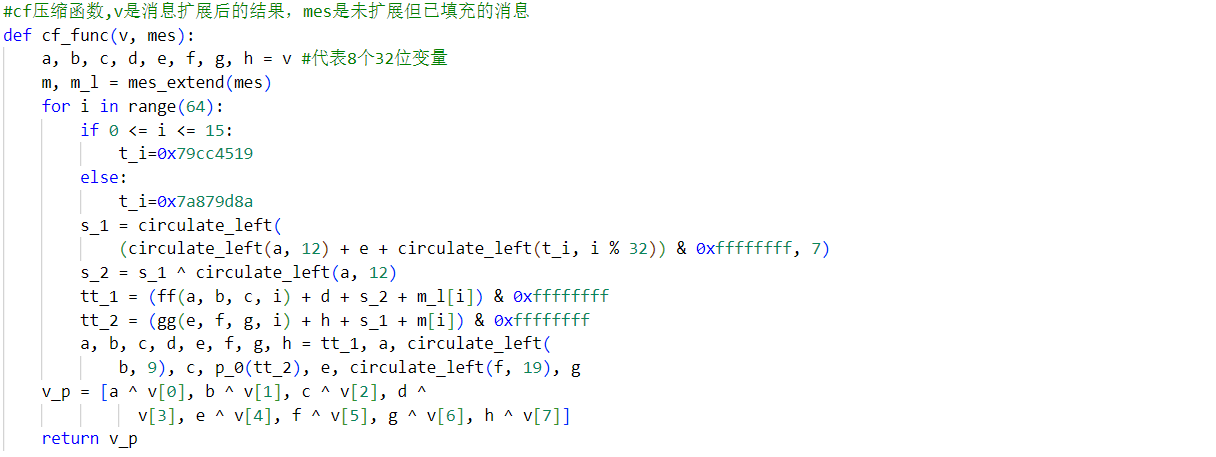 #cf压缩函数,v是消息扩展后的结果，mes是未扩展但已填充的消息
def cf_func(v, mes):
    a, b, c, d, e, f, g, h = v #代表8个32位变量
    m, m_l = mes_extend(mes)
    for i in range(64):
        if 0 <= i <= 15:
            t_i=0x79cc4519
        else:
            t_i=0x7a879d8a
        s_1 = circulate_left(
            (circulate_left(a, 12) + e + circulate_left(t_i, i % 32)) & 0xffffffff, 7)
        s_2 = s_1 ^ circulate_left(a, 12)
        tt_1 = (ff(a, b, c, i) + d + s_2 + m_l[i]) & 0xffffffff
        tt_2 = (gg(e, f, g, i) + h + s_1 + m[i]) & 0xffffffff
        a, b, c, d, e, f, g, h = tt_1, a, circulate_left(
            b, 9), c, p_0(tt_2), e, circulate_left(f, 19), g
    v_p = [a ^ v[0], b ^ v[1], c ^ v[2], d ^
              v[3], e ^ v[4], f ^ v[5], g ^ v[6], h ^ v[7]]
    return v_p